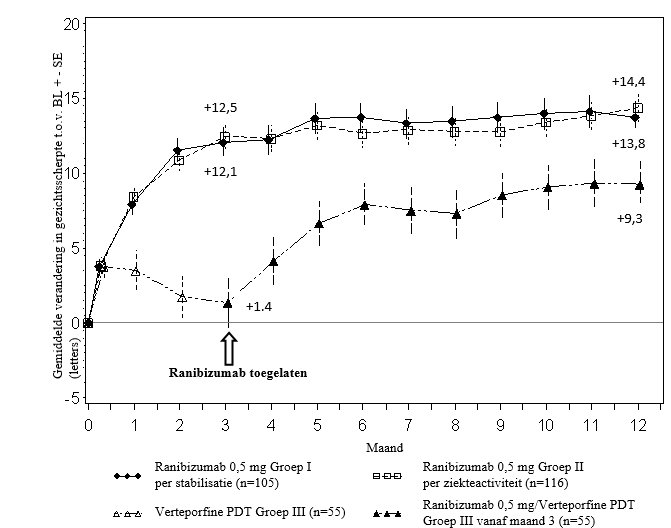 Gemiddelde verandering in gezichtsscherpte t.o.v. BL + - SE
(letters)
20
15
10
5
0
-5
+12,5
+12,1
+1.4
+14,4
+13,8
+9,3
Ranibizumab toegelaten
0 1 2 3 4 5 6 7 8 9 10 11 12
Maand
Ranibizumab 0,5 mg Groep I
per stabilisatie (n=105)
Ranibizumab 0,5 mg Groep II
per ziekteactiviteit (n=116)
Verteporfine PDT Groep III (n=55)
Ranibizumab 0,5 mg/Verteporfine PDT
Groep III vanaf maand 3 (n=55)